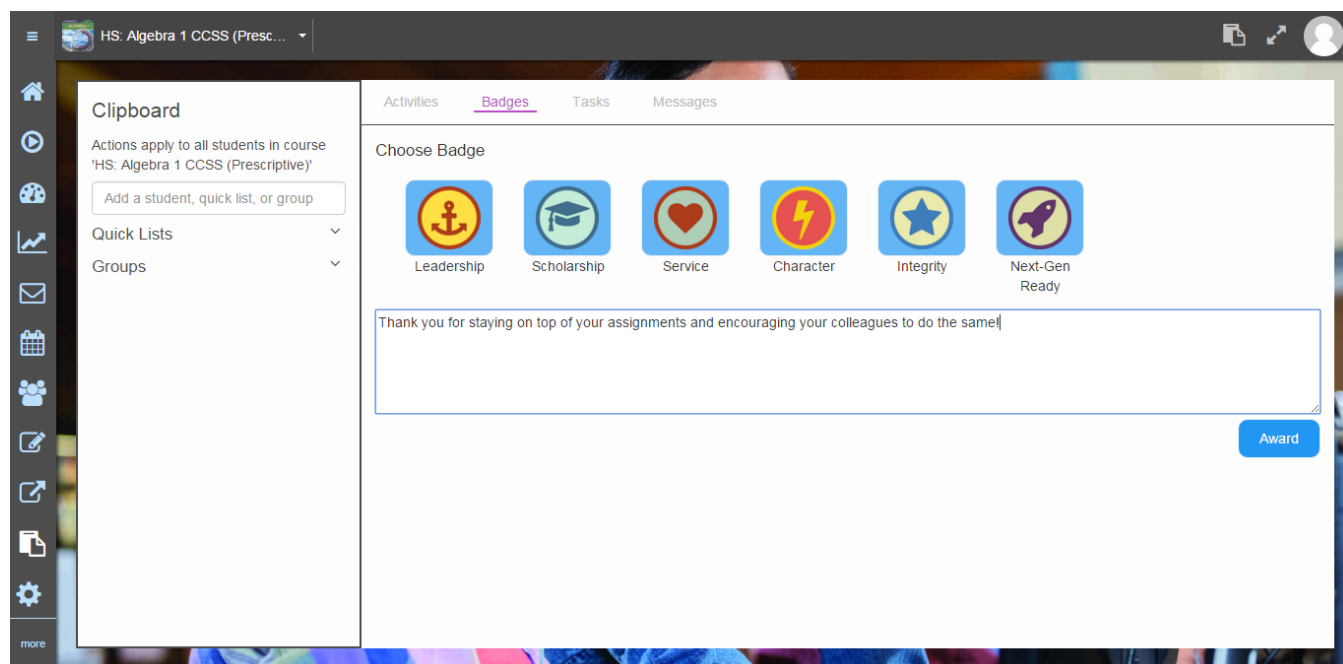 HS: Algebra 1 CCSS (Presc...
Clipboard
Actions apply to all students in course
'HS: Algebra 1 CCSS (Prescriptive)'
Add a student, quick list, or group
Quick Lists
Groups
more
Activities Badges Tasks Messages
Choose Badge
Leadership Scholarship Service Character Integrity Next-Gen
Ready
Thank you for staying on top of your assignments and encouraging your colleagues to do the same!
Award